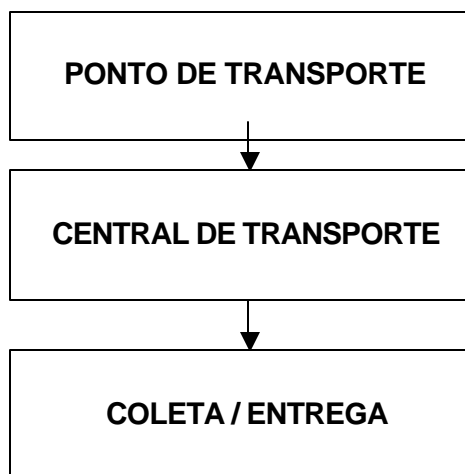 PONTO DE TRANSPORTE
CENTRAL DE TRANSPORTE
COLETA / ENTREGA